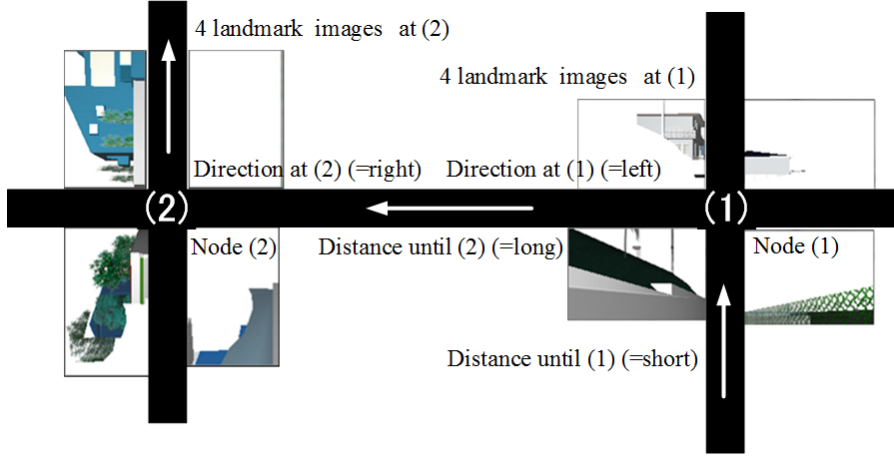 4 landmark images at (2)
4 landmark images at (1)
Direction at (2) (=right)
Direction at (1) (=left)
(2)
(1)
Node (2)
Distance until (2) (=long)
Node (1)
Distance until (1) (=short)